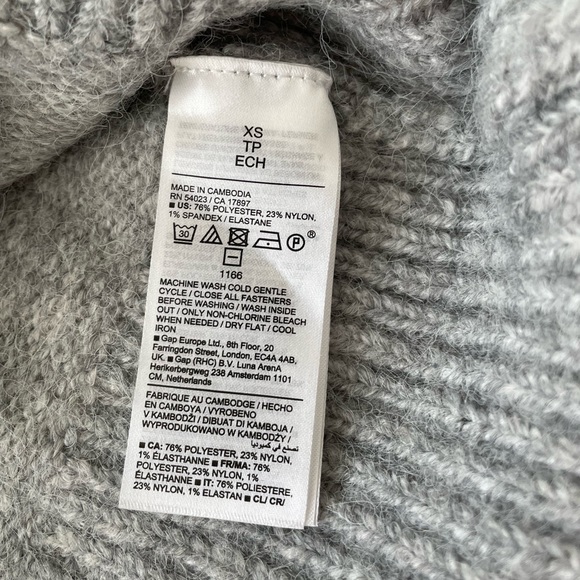 XS
TP
ECH
MADE IN CAMBODIA
RN 54023 / CA 17897
■ US: 76% POLYESTER, 23% NYLON,
1% SPANDEX / ELASTANE
30 P ®
1166
MACHINE WASH COLD GENTLE
CYCLE / CLOSE ALL FASTENERS
BEFORE WASHING / WASH INSIDE
OUT / ONLY NON-CHLORINE BLEACH
WHEN NEEDED / DRY FLAT / COOL
IRON
■ Gap Europe Ltd., 8th Floor, 20
Farringdon Street, London, EC4A 4AB,
UK. ■ Gap (RHC) B.V. Luna ArenA
Herikerbergweg 238 Amsterdam 1101
CM, Netherlands
FABRIQUE AU CAMBODGE / HECHO
EN CAMBOYA / VYROBENO
V KAMBODŽI / DIBUAT DI KAMBOJA /
WYPRODUKOWANO W KAMBODŻY /
صنع في كمبوديا
■ CA: 76% POLYESTER, 23% NYLON,
1% ÉLASTHANNE ■ FR/MA: 76%
POLYESTER, 23% NYLON, 1%
ÉLASTHANNE ■ IT: 76% POLIESTERE,
23% NYLON, 1% ELASTAN ■ CL/ CR/